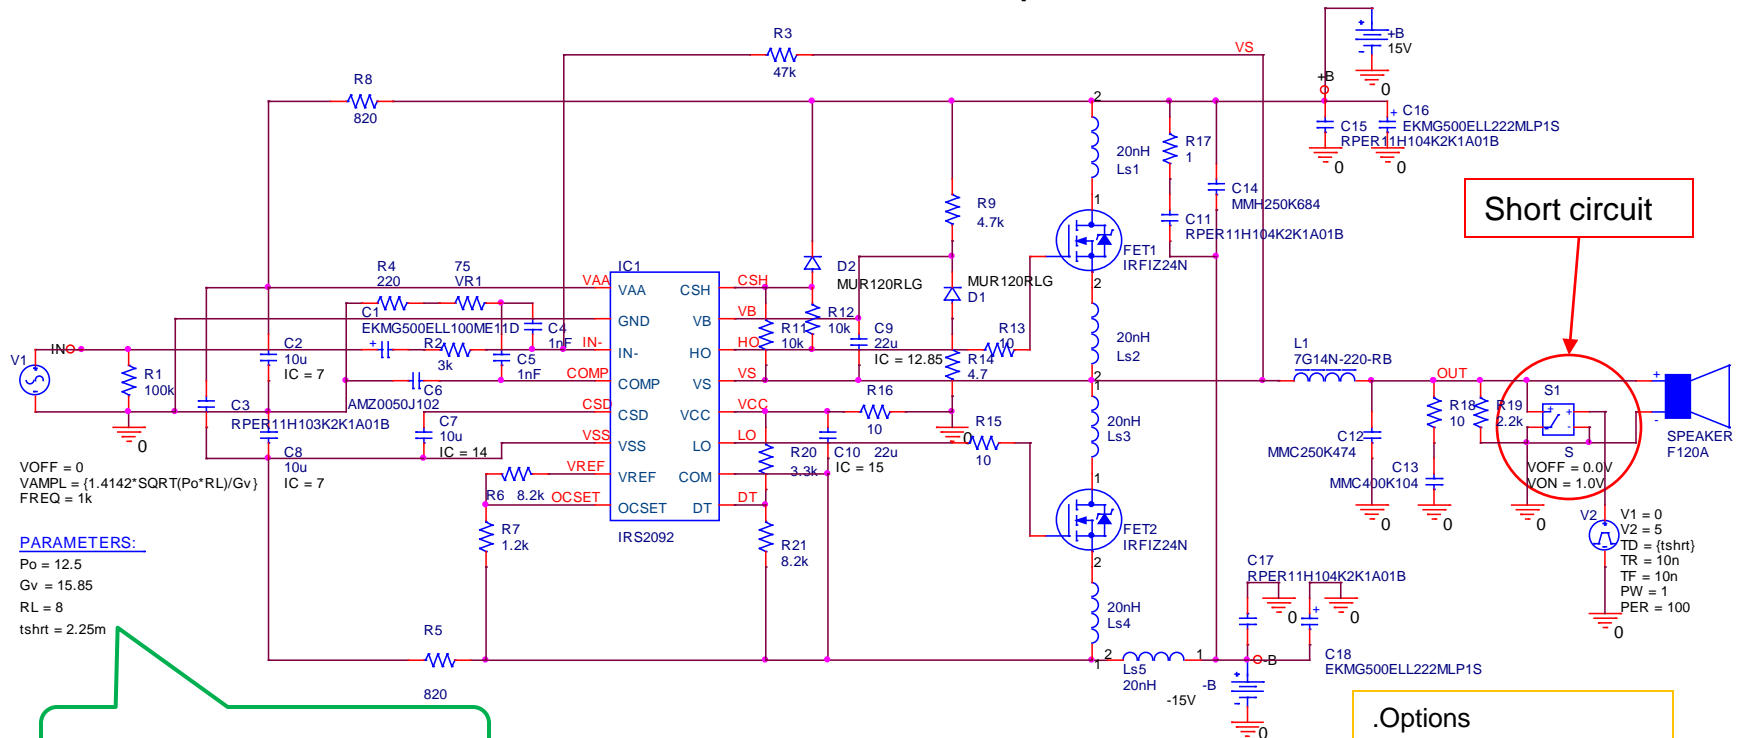 R3
47k
VS
+B
15V
0
+B
R8
820
2
C15
RPER11H104K2K1A01B
0
+
C16
EKMG500ELL222MLP1S
0
20nH
Ls1
R17
1
C14
MMH250K684
1
C11
RPER11H104K2K1A01B
Short circuit
R9
4.7k
FET1
IRFIZ24N
2
R4
220
75
VR1
IC1
VAA
VAA
CSH
CSH
D2
MUR120RLG
MUR120RLG
D1
C1
EKMG500ELL100ME11D
C4
1nF
GND
VB
VB
R11
10k
R12
10k
C9
22u
IC = 12.85
R13
10
20nH
Ls2
V1
IN
R1
100k
0
C2
10u
IC = 7
R2
3k
C5
1nF
IN-
IN-
HO
HO
R14
4.7
L1
7G14N-220-RB
COMP
COMP
VS
VS
2
1
OUT
S1
+
-
SPEAKER
F120A
C3
RPER11H103K2K1A01B
C6
AMZ0050J102
CSD
CSD
VCC
VCC
R16
10
0
R18
10
R19
2.2k
S
VOFF = 0.0V
VON = 1.0V
C7
10u
IC = 14
VSS
VSS
LO
LO
R15
10
20nH
Ls3
C12
MMC250K474
0
C13
MMC400K104
0
0
C8
10u
IC = 7
VREF
VREF
COM
R20
3.3k
C10
22u
IC = 15
1
VOFF = 0
VAMPL = {1.4142*SQRT(Po*RL)/Gv}
FREQ = 1k
R6
8.2k
OCSET
OCSET
DT
DT
IRS2092
R7
1.2k
R21
8.2k
FET2
IRFIZ24N
2
V2
V1 = 0
V2 = 5
TD = {tshrt}
TR = 10n
TF = 10n
PW = 1
PER = 100
0
PARAMETERS:
Po = 12.5
Gv = 15.85
RL = 8
tshrt = 2.25m
C17
RPER11H104K2K1A01B
0
+
0
20nH
Ls4
R5
820
1
2
1
Ls5
20nH
-B
C18
EKMG500ELL222MLP1S
-B
-15V
0
.Options